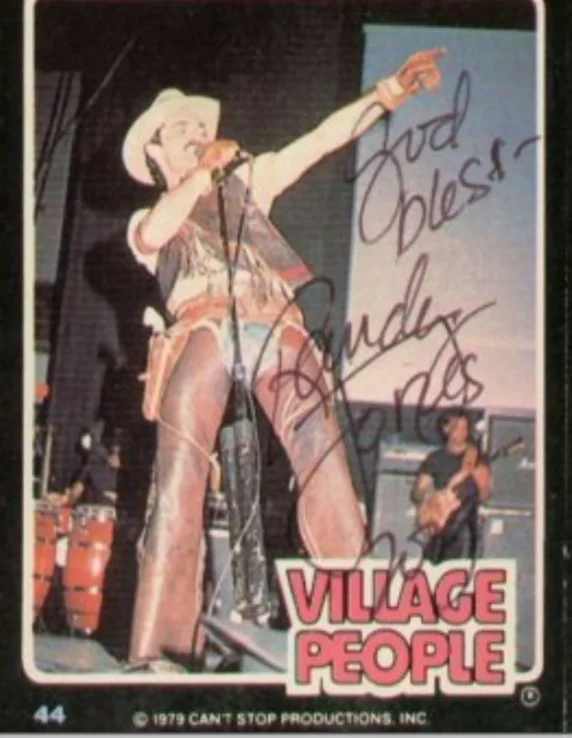 God
bless-
Randy
Jones
VILLAGE
PEOPLE
44
© 1979 CAN'T STOP PRODUCTIONS, INC.